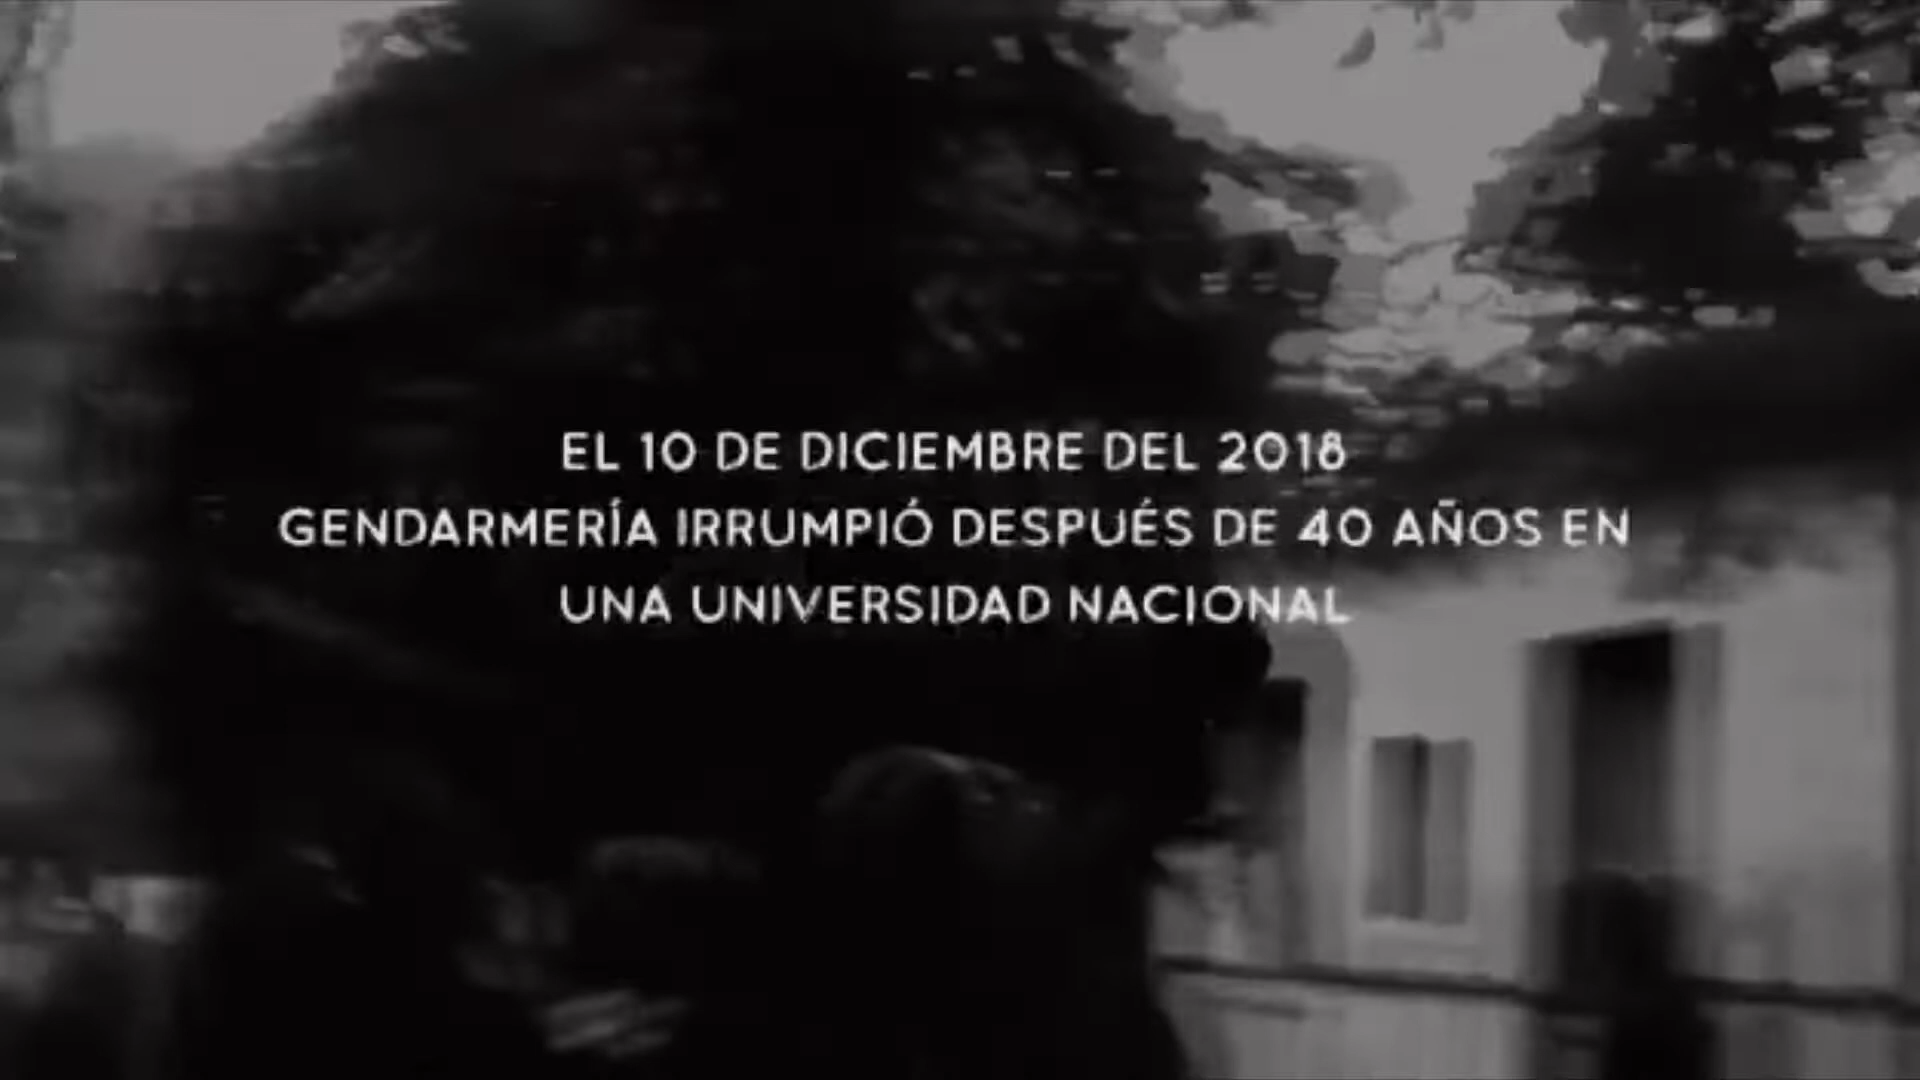 EL 10 DE DICIEMBRE DEL 2018
GENDARMERÍA IRRUMPIÓ DESPUÉS DE 40 AÑOS EN
UNA UNIVERSIDAD NACIONAL